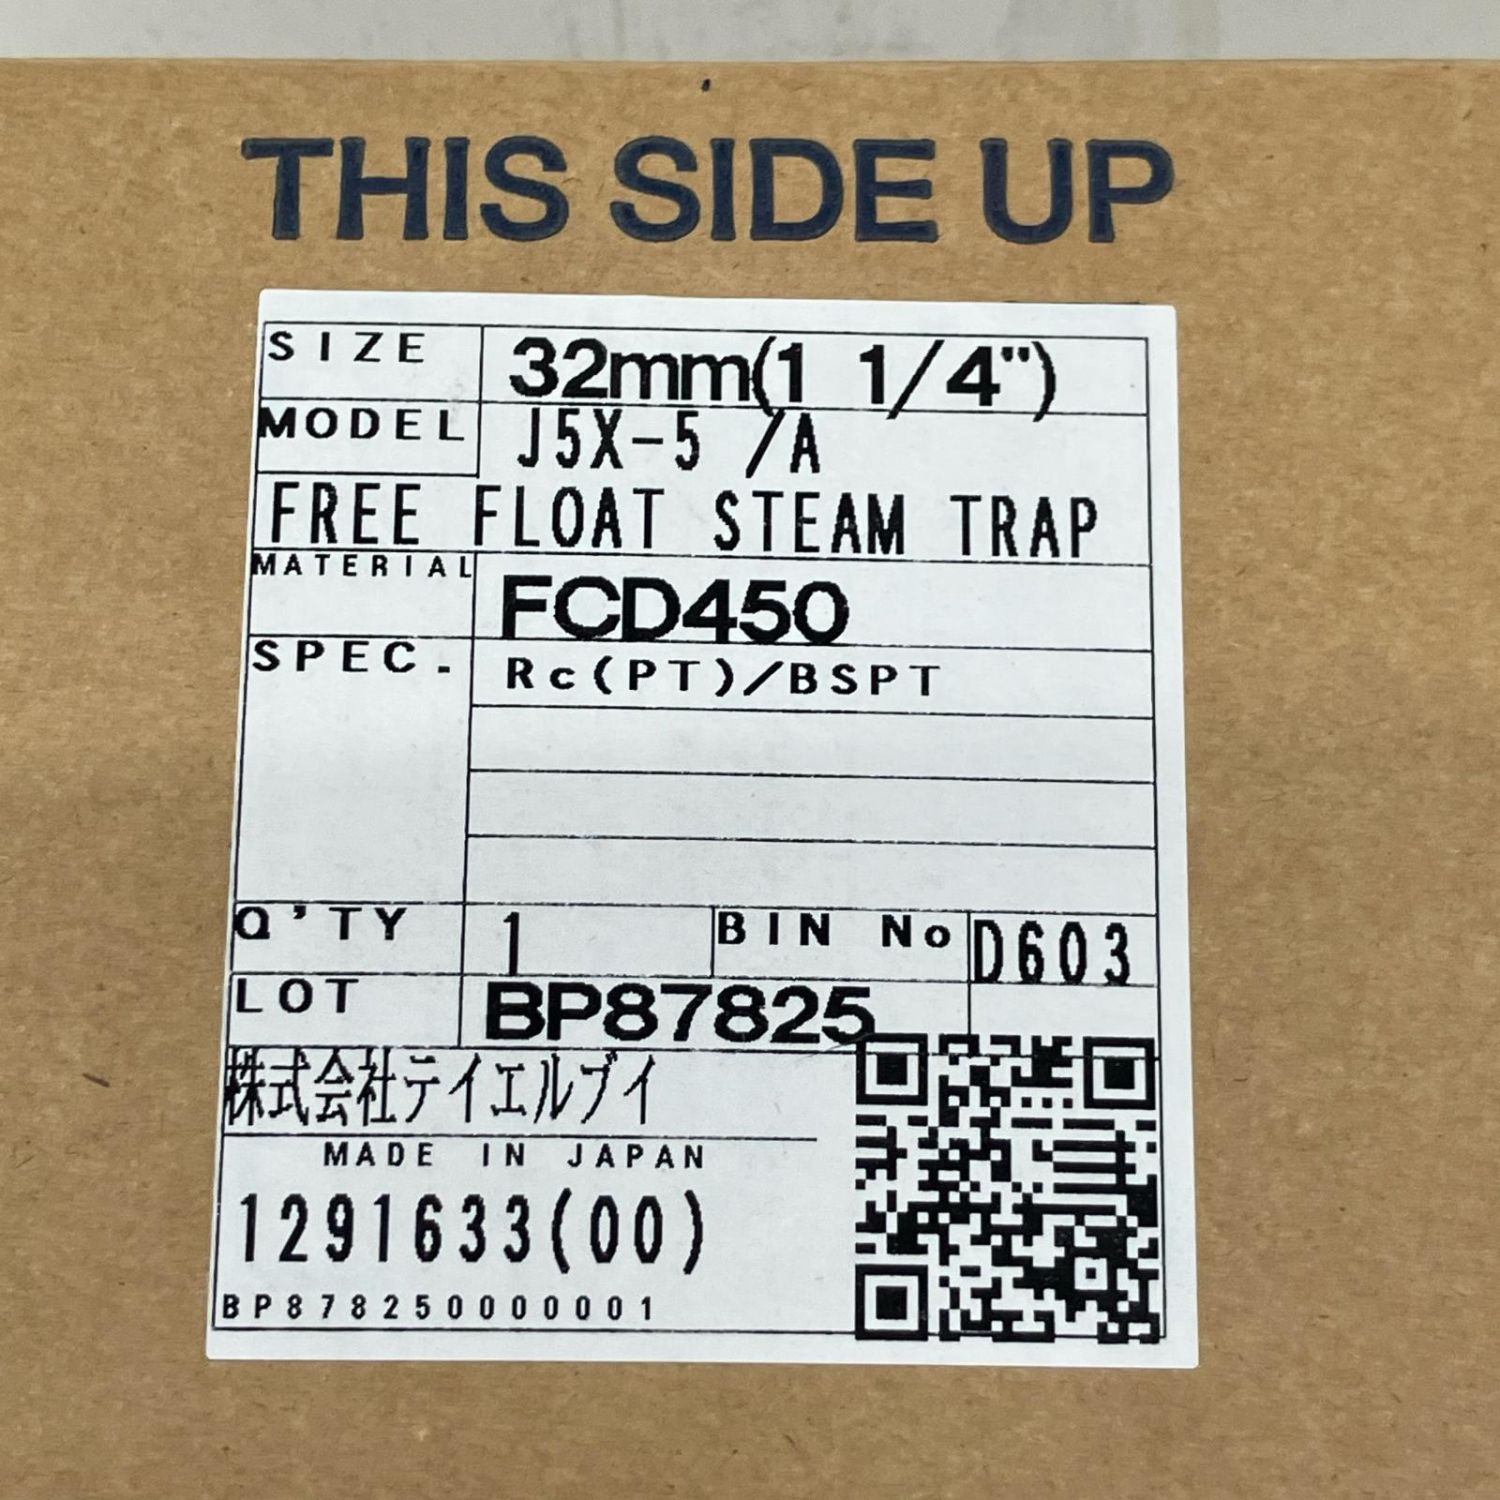 THIS SIDE UP
SIZE 32mm(1 1/4")
MODEL J5X-5 /A
FREE FLOAT STEAM TRAP
MATERIAL FCD450
SPEC. Rc(PT)/BSPT
Q'TY 1 BIN No D603
LOT BP87825
株式会社テイエルブイ
MADE IN JAPAN
1291633(00)
BP878250000001